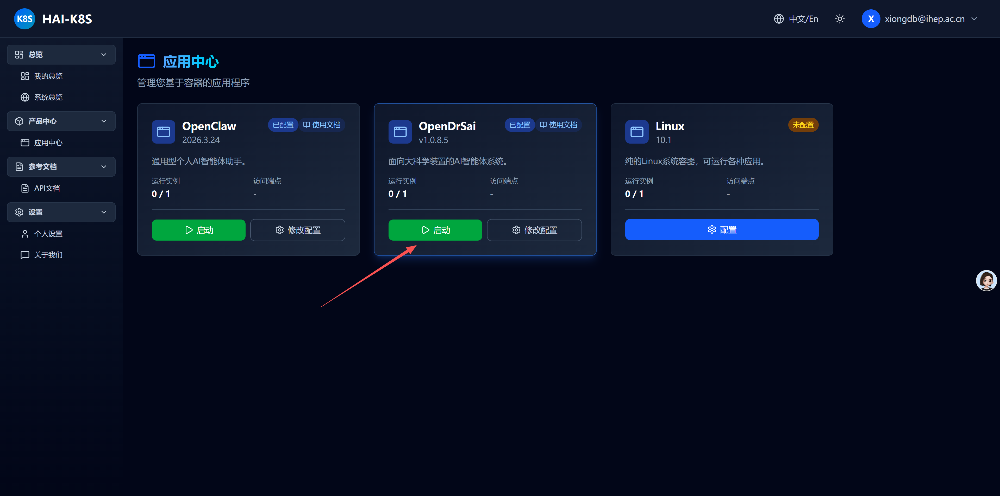 K8S HAI-K8S
中文/En
X xiongdb@ihep.ac.cn
总览
我的总览
系统总览
产品中心
应用中心
参考文档
API文档
设置
个人设置
关于我们
应用中心
管理您基于容器的应用程序
OpenClaw 已配置 使用文档
2026.3.24
通用型个人AI智能体助手。
运行实例 访问端点
0 / 1 -
启动 修改配置
OpenDrSai 已配置 使用文档
v1.0.8.5
面向大科学装置的AI智能体系统。
运行实例 访问端点
0 / 1 -
启动 修改配置
Linux 未配置
10.1
纯的Linux系统容器，可运行各种应用。
运行实例 访问端点
0 / 1 -
配置